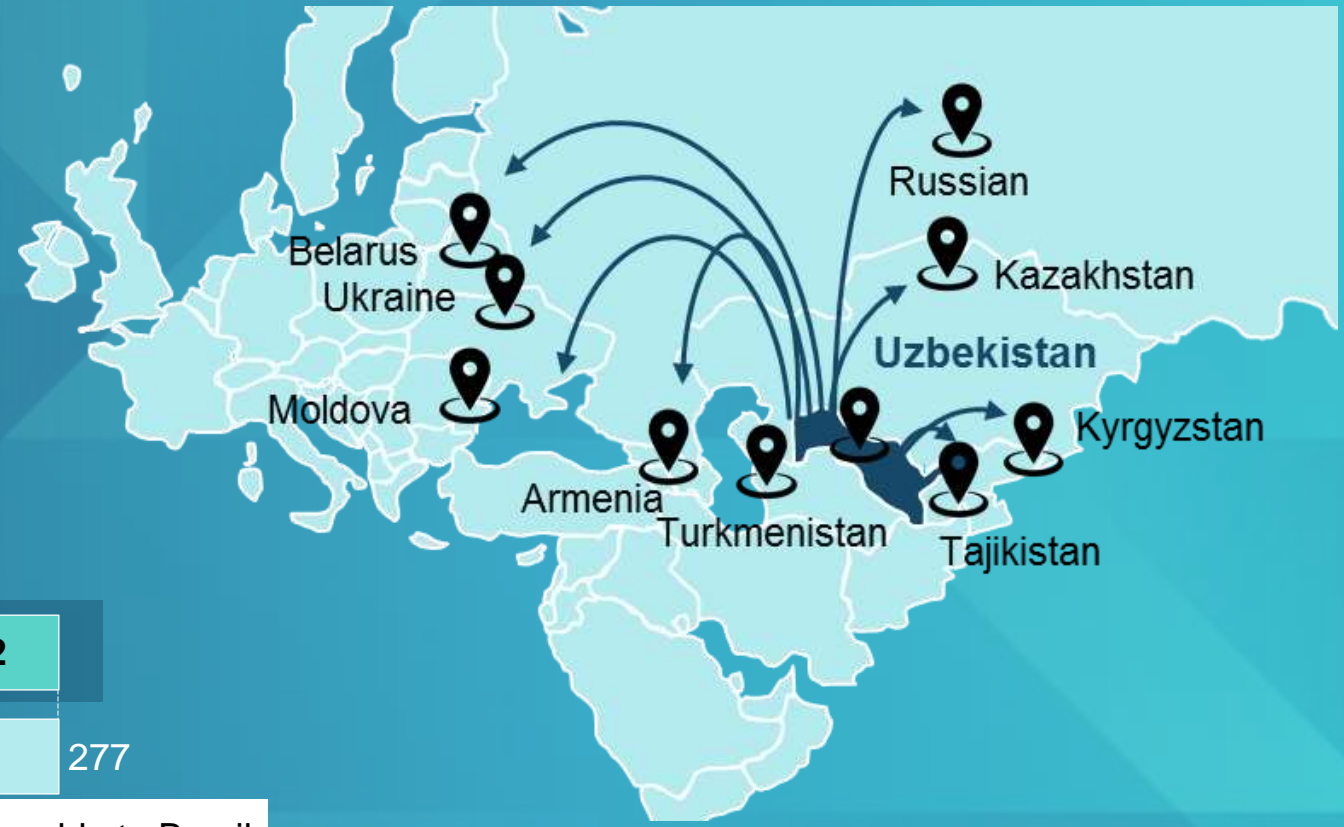 Russian
Belarus
Kazakhstan
Ukraine
Uzbekistan
Moldova
Kyrgyzstan
Armenia
Turkmenistan
Tajikistan
2
277